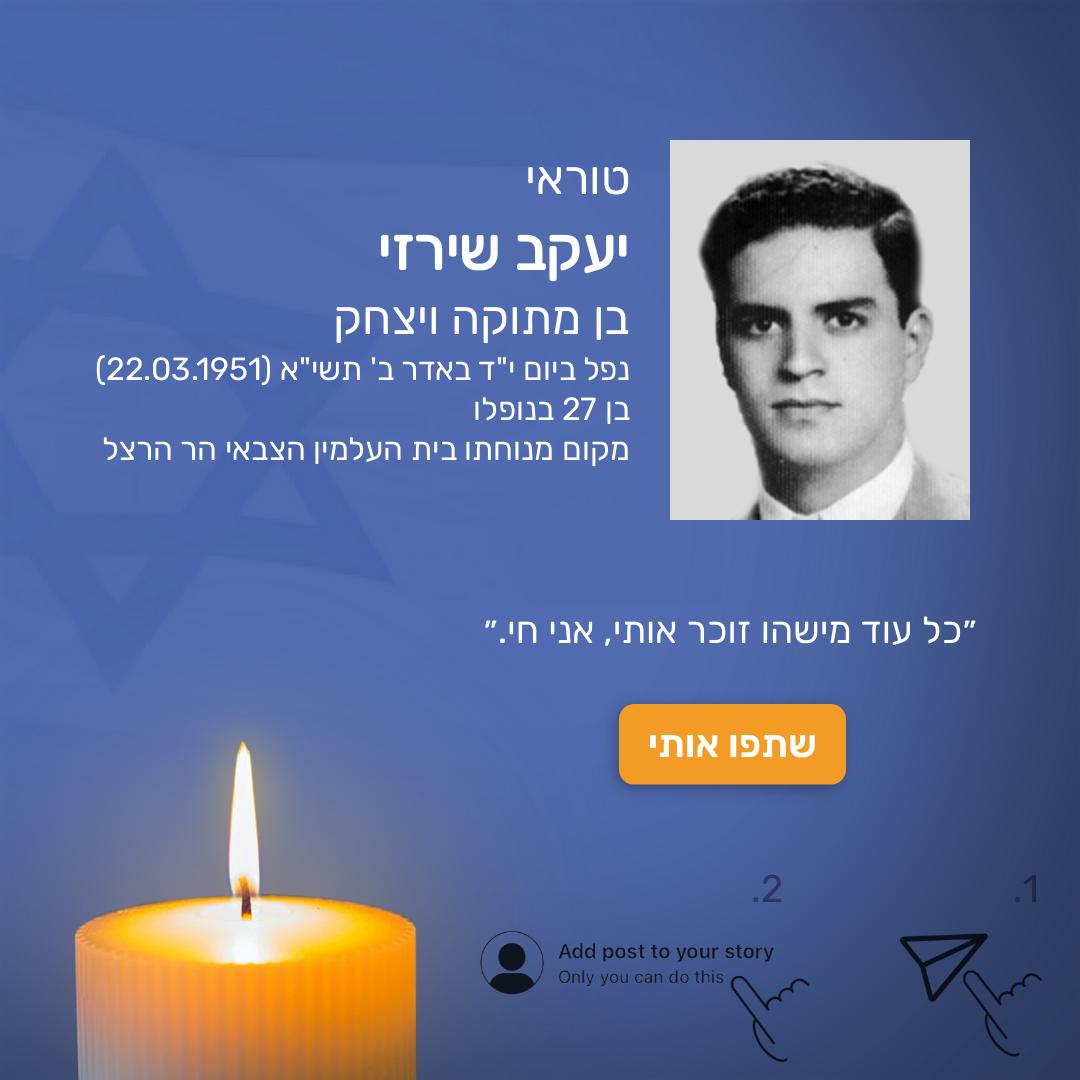 טוראי
יעקב שירזי
בן מתוקה ויצחק
נפל ביום י"ד באדר ב' תשי"א (22.03.1951)
בן 27 בנופלו
מקום מנוחתו בית העלמין הצבאי הר הרצל
״כל עוד מישהו זוכר אותי, אני חי.״
שתפו אותי
1.
2.
Add post to your story
Only you can do this